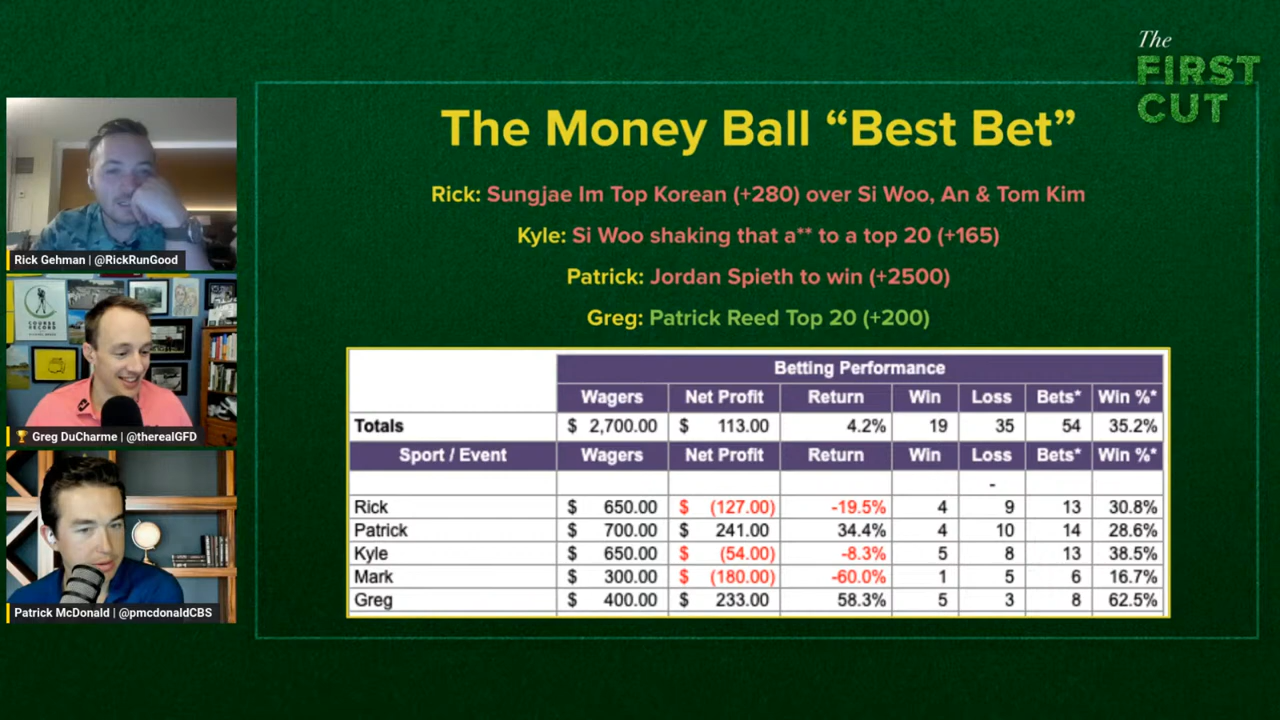 The
FIRST
CUT
The Money Ball “Best Bet”
Rick: Sungjae Im Top Korean (+280) over Si Woo, An & Tom Kim
Kyle: Si Woo shaking that a** to a top 20 (+165)
Patrick: Jordan Spieth to win (+2500)
Greg: Patrick Reed Top 20 (+200)
Betting Performance
Wagers Net Profit Return Win Loss Bets* Win %*
Totals $ 2,700.00 $ 113.00 4.2% 19 35 54 35.2%
Sport / Event Wagers Net Profit Return Win Loss Bets* Win %*
-
Rick $ 650.00 $ (127.00) -19.5% 4 9 13 30.8%
Patrick $ 700.00 $ 241.00 34.4% 4 10 14 28.6%
Kyle $ 650.00 $ (54.00) -8.3% 5 8 13 38.5%
Mark $ 300.00 $ (180.00) -60.0% 1 5 6 16.7%
Greg $ 400.00 $ 233.00 58.3% 5 3 8 62.5%
Rick Gehman | @RickRunGood
COURSE
RECORD
Greg DuCharme | @therealGFD
Patrick McDonald | @pmcdonaldCBS